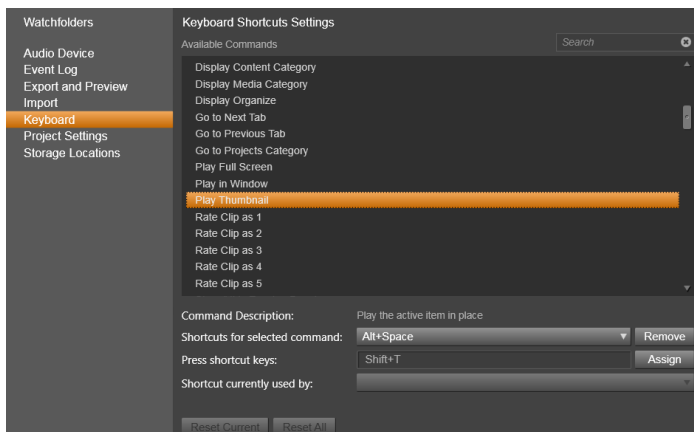 Watchfolders
Audio Device
Event Log
Export and Preview
Import
Keyboard
Project Settings
Storage Locations
Keyboard Shortcuts Settings
Available Commands
Search
Display Content Category
Display Media Category
Display Organize
Go to Next Tab
Go to Previous Tab
Go to Projects Category
Play Full Screen
Play in Window
Play Thumbnail
Rate Clip as 1
Rate Clip as 2
Rate Clip as 3
Rate Clip as 4
Rate Clip as 5
Command Description: Play the active item in place
Shortcuts for selected command: Alt+Space Remove
Press shortcut keys: Shift+T Assign
Shortcut currently used by:
Reset Current Reset All